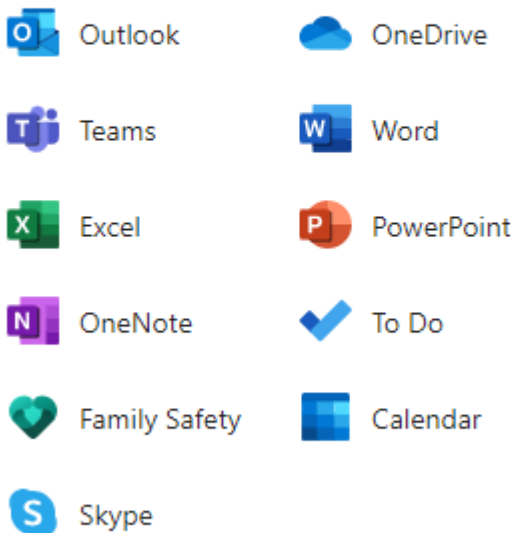 Outlook OneDrive
Teams Word
Excel PowerPoint
OneNote To Do
Family Safety Calendar
Skype